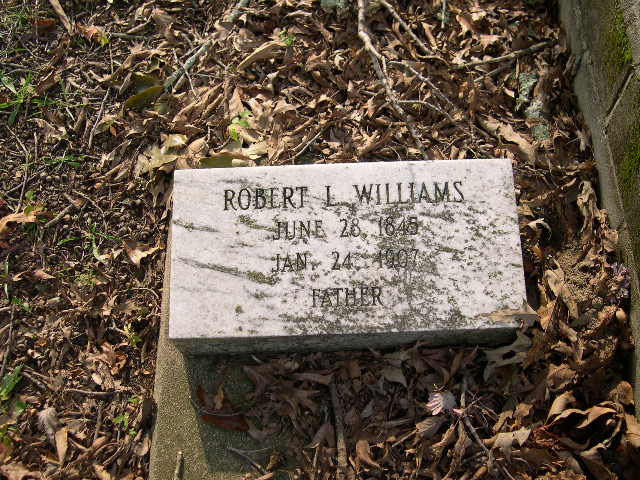 ROBERT L. WILLIAMS
JUNE 28, 1845
JAN. 24, 1907
FATHER